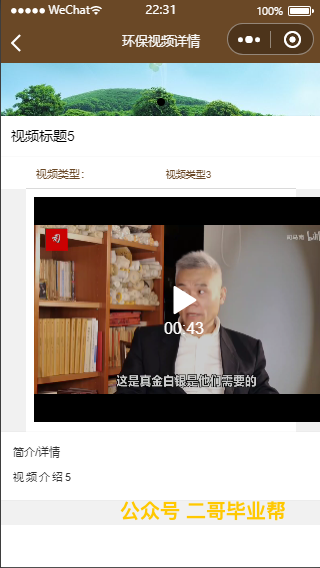 ●●●●● WeChat 22:31 100%
环保视频详情
视频标题5
视频类型: 视频类型3
00:43
这是真金白银是他们需要的
简介/详情
视频介绍5
公众号 二哥毕业帮